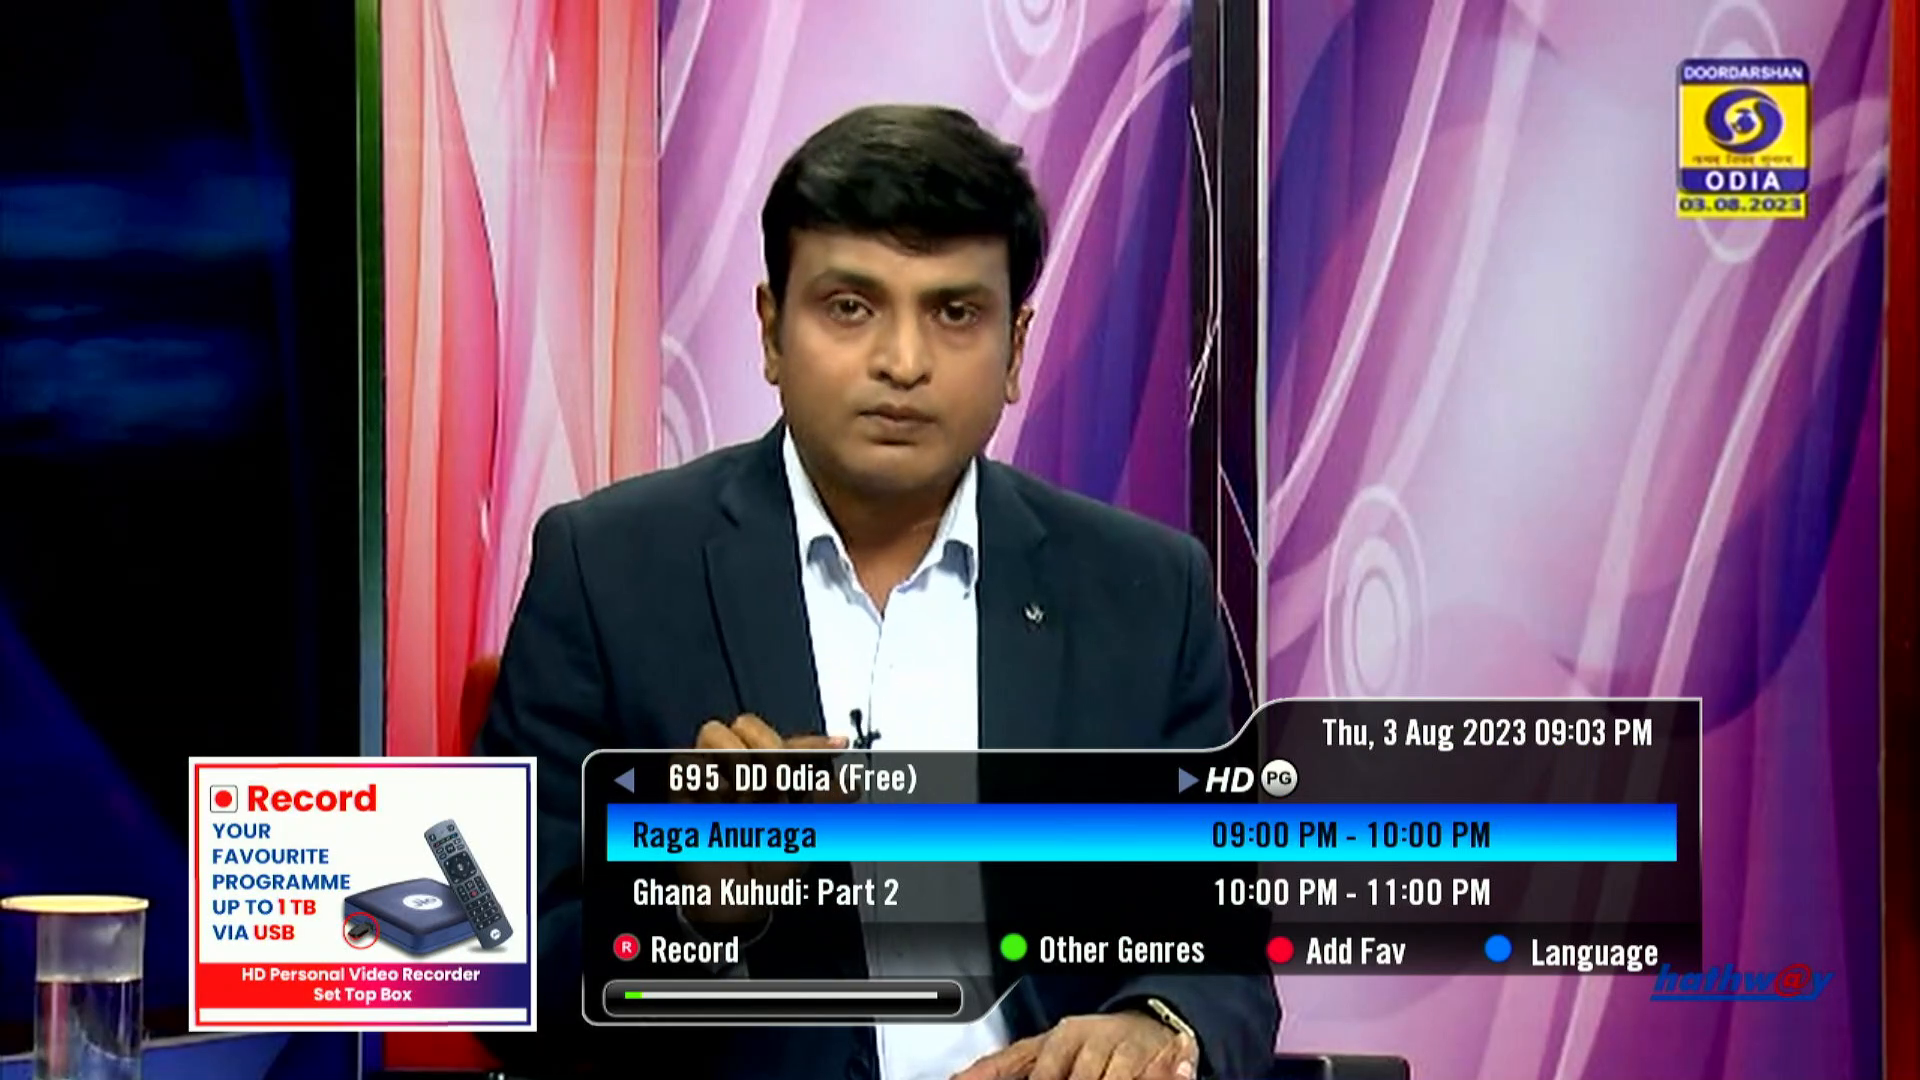 DOORDARSHAN
ODIA
03.08.2023
Thu, 3 Aug 2023 09:03 PM
695 DD Odia (Free)
HD PG
Raga Anuraga 09:00 PM - 10:00 PM
Ghana Kuhudi: Part 2 10:00 PM - 11:00 PM
R Record Other Genres Add Fav Language
hathw@y
Record
YOUR
FAVOURITE
PROGRAMME
UP TO 1 TB
VIA USB
Jio
HD Personal Video Recorder
Set Top Box